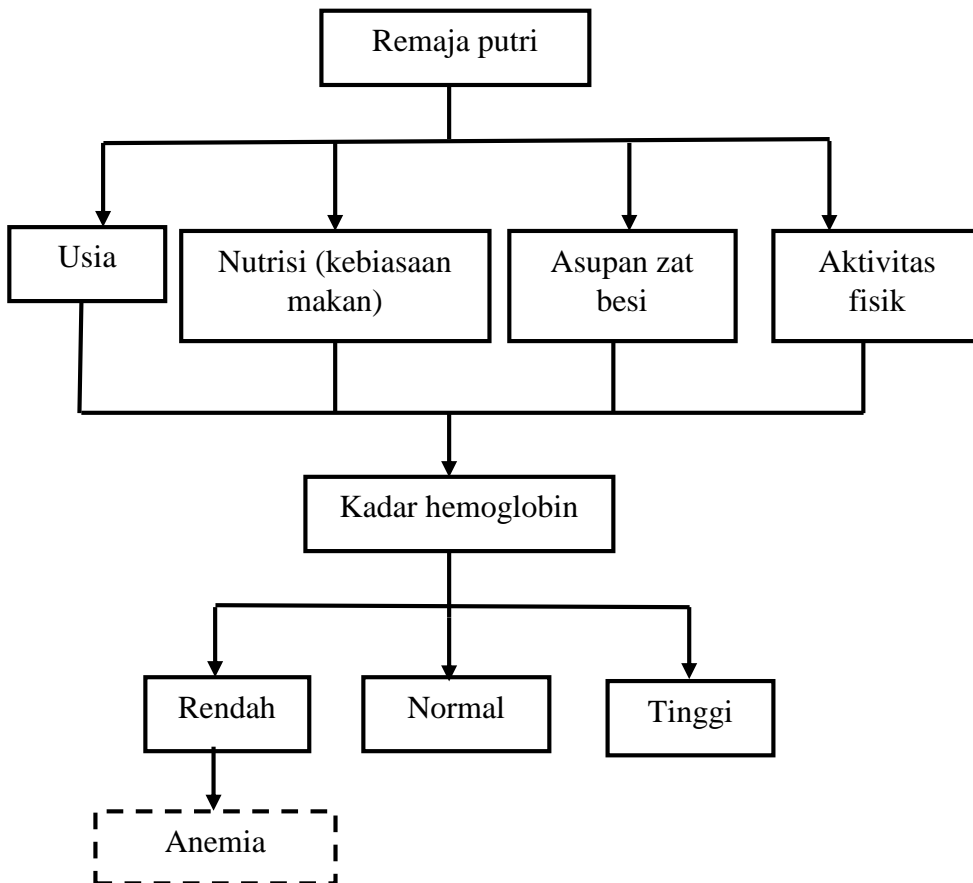 Remaja putri
Usia
Nutrisi (kebiasaan
makan)
Asupan zat
besi
Aktivitas
fisik
Kadar hemoglobin
Rendah
Normal
Tinggi
Anemia